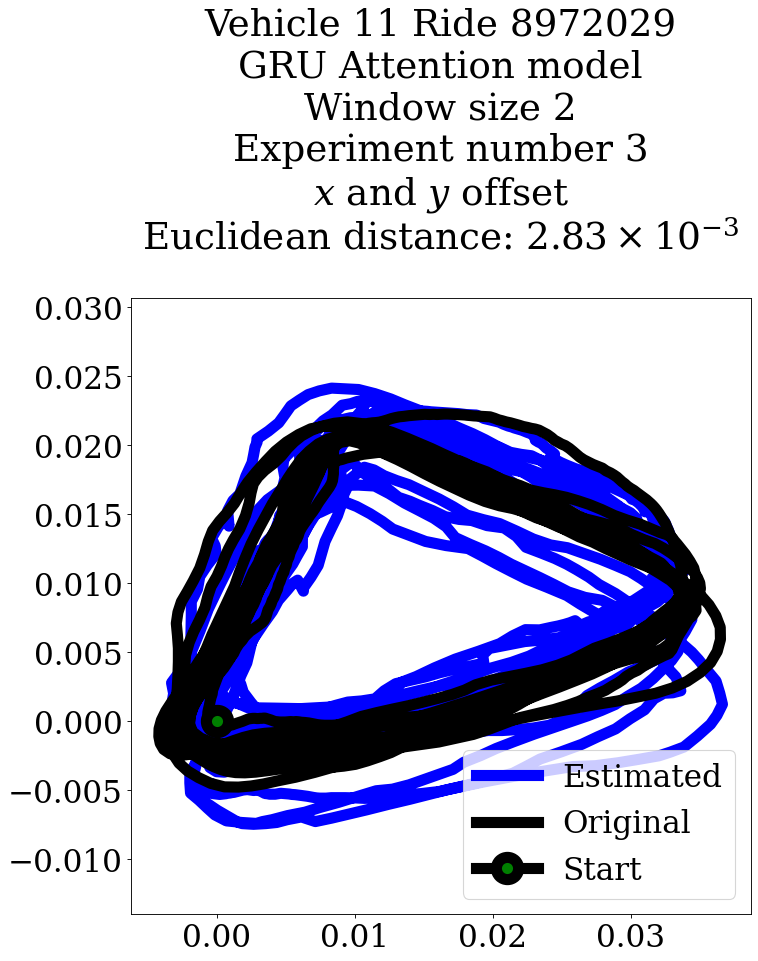 Vehicle 11 Ride 8972029
GRU Attention model
Window size 2
Experiment number 3
x and y offset
Euclidean distance: 2.83 × 10⁻³
0.030
0.025
0.020
0.015
0.010
0.005
0.000
−0.005
−0.010
Estimated
Original
Start
0.00 0.01 0.02 0.03